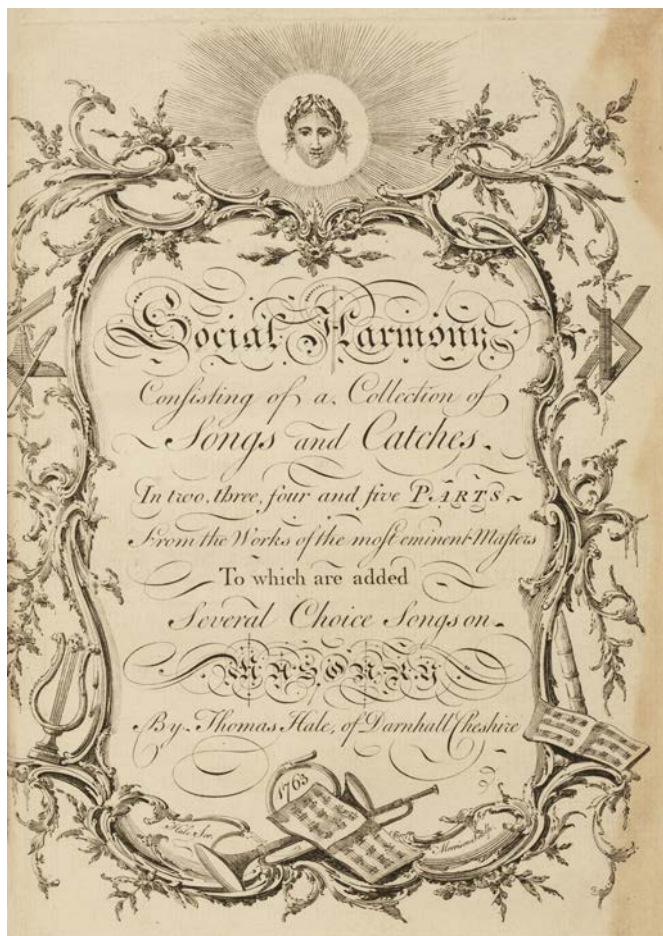 Social Harmony
Consisting of a Collection of
Songs and Catches
In two, three, four and five PARTS
From the Works of the most eminent Masters
To which are added
Several Choice Songs on
MASONRY
By Thomas Hale, of Darnhall Cheshire
1763
Hale Inv.